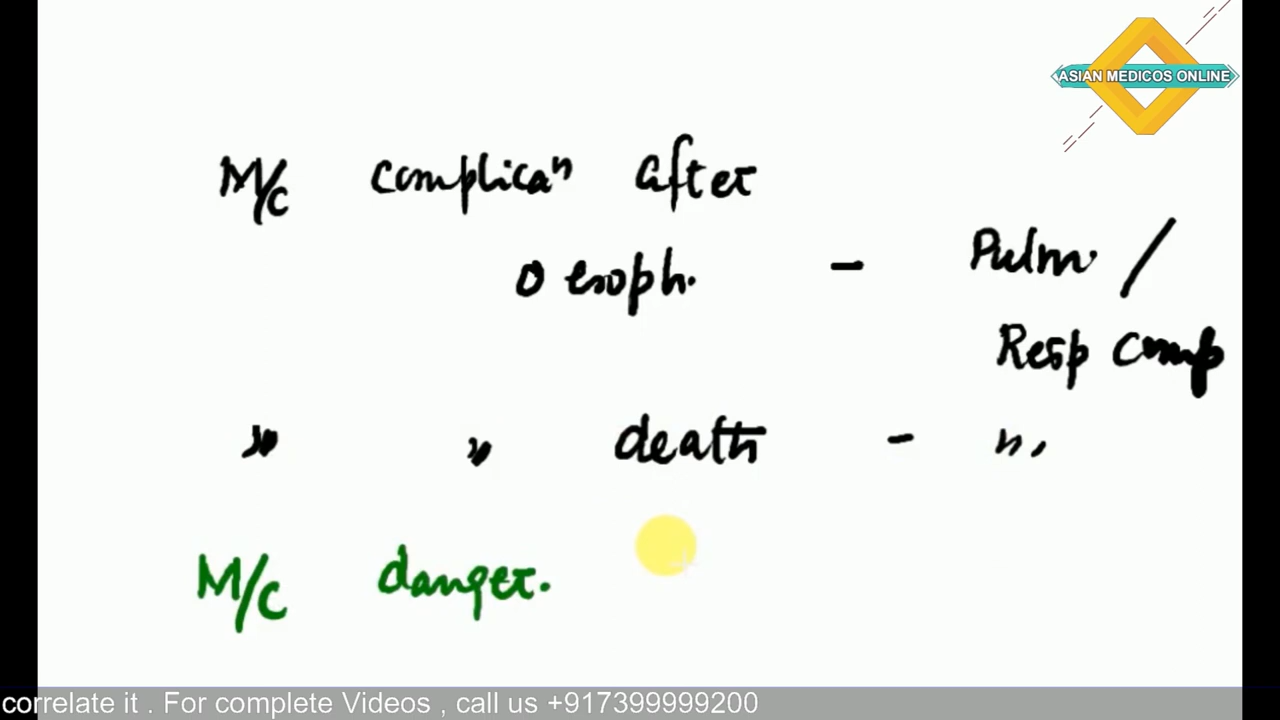 ASIAN MEDICOS ONLINE
M/c complicaⁿ after
Oesoph. - Pulm. /
Resp comp
" " death - "
M/c danger.
correlate it . For complete Videos , call us +917399999200